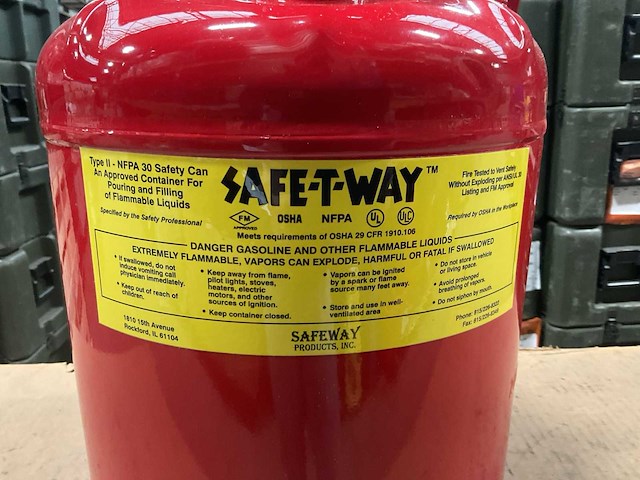 Type II - NFPA 30 Safety Can
An Approved Container For
Pouring and Filling
of Flammable Liquids
Specified by the Safety Professional
SAFE-T-WAY™
FM
APPROVED
OSHA NFPA UL ULC
Meets requirements of OSHA 29 CFR 1910.106
Fire Tested to Vent Safely
Without Exploding per ANSI/UL 30
Listing and FM Approval
Required by OSHA in the Workplace
DANGER GASOLINE AND OTHER FLAMMABLE LIQUIDS
EXTREMELY FLAMMABLE, VAPORS CAN EXPLODE, HARMFUL OR FATAL IF SWALLOWED
• If swallowed, do not
induce vomiting call
physician immediately.
• Keep out of reach of
children.
• Keep away from flame,
pilot lights, stoves,
heaters, electric
motors, and other
sources of ignition.
• Keep container closed.
• Vapors can be ignited
by a spark or flame
source many feet away.
• Store and use in well-
ventilated area
• Do not store in vehicle
or living space.
• Avoid prolonged
breathing of vapors.
• Do not siphon by mouth.
1810 15th Avenue
Rockford, IL 61104
SAFEWAY
PRODUCTS, INC.
Phone:
Fax: